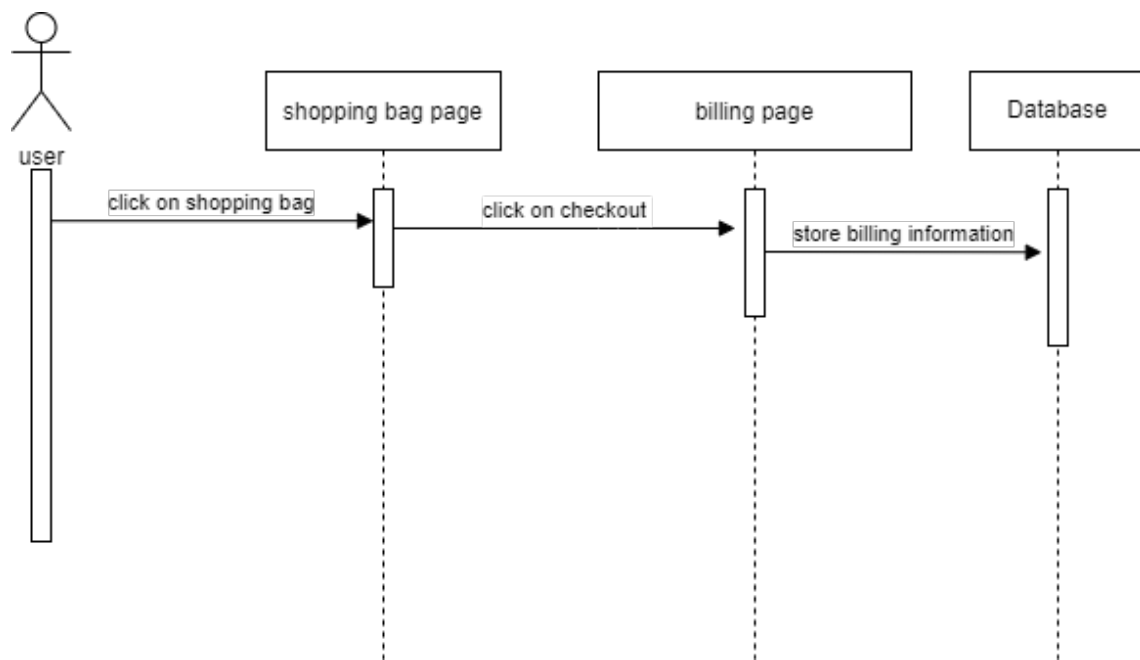 user
shopping bag page
billing page
Database
click on shopping bag
click on checkout
store billing information